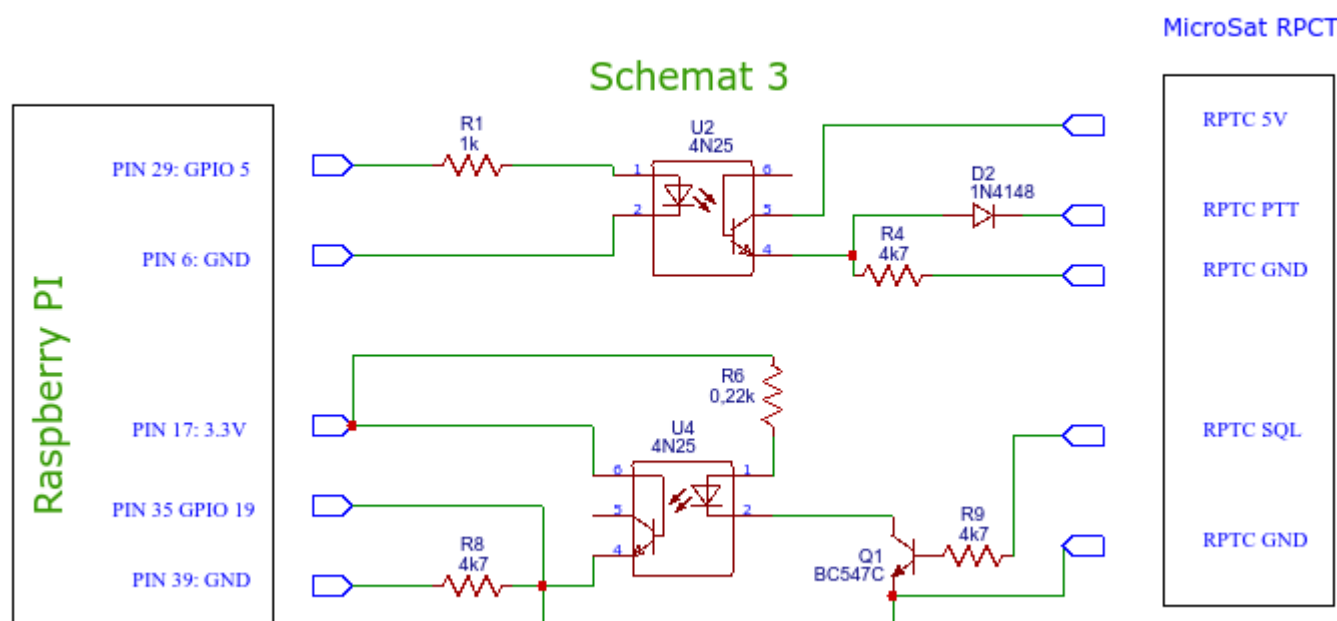 MicroSat RPCT
Schemat 3
Raspberry PI
PIN 29: GPIO 5
PIN 6: GND
R1
1k
U2
4N25
1
2
6
5
4
D2
1N4148
R4
4k7
RPTC 5V
RPTC PTT
RPTC GND
PIN 17: 3.3V
PIN 35 GPIO 19
PIN 39: GND
R6
0,22k
U4
4N25
6
5
4
1
2
R8
4k7
Q1
BC547C
R9
4k7
RPTC SQL
RPTC GND